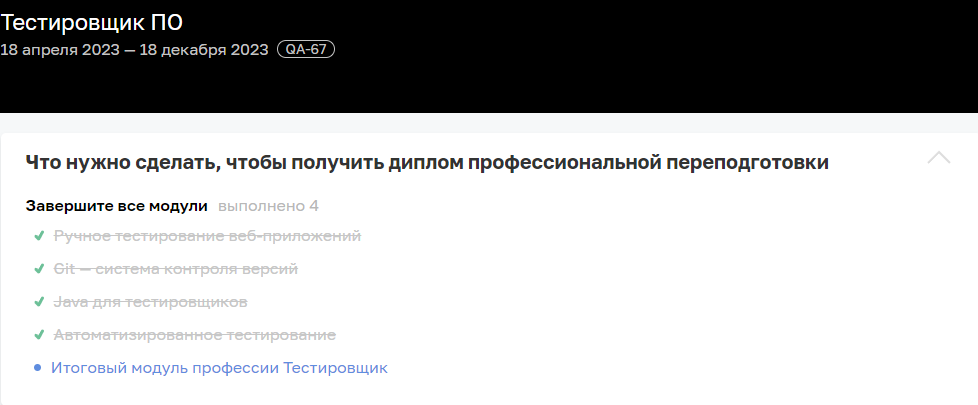 Тестировщик ПО
18 апреля 2023 — 18 декабря 2023 QA-67
Что нужно сделать, чтобы получить диплом профессиональной переподготовки
Завершите все модули выполнено 4
Ручное тестирование веб-приложений
Git — система контроля версий
Java для тестировщиков
Автоматизированное тестирование
Итоговый модуль профессии Тестировщик